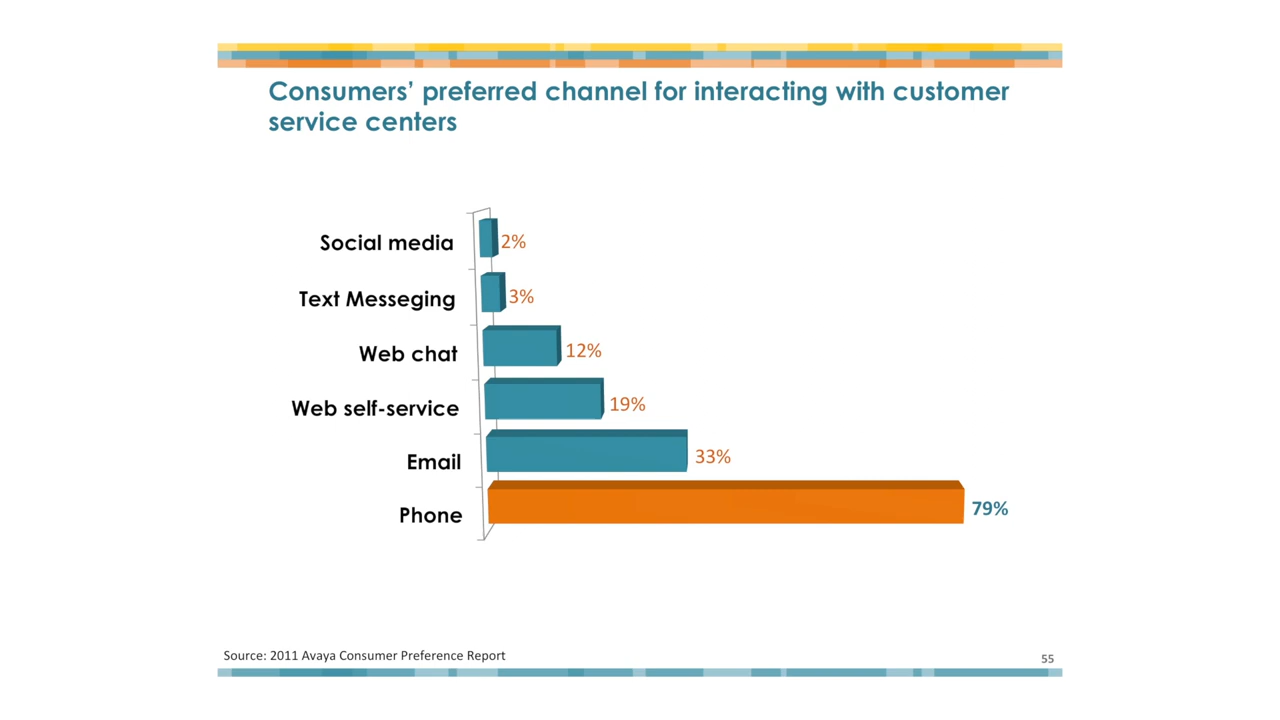 Consumers’ preferred channel for interacting with customer
service centers
Social media 2%
Text Messeging 3%
Web chat 12%
Web self-service 19%
Email 33%
Phone 79%
Source: 2011 Avaya Consumer Preference Report
55